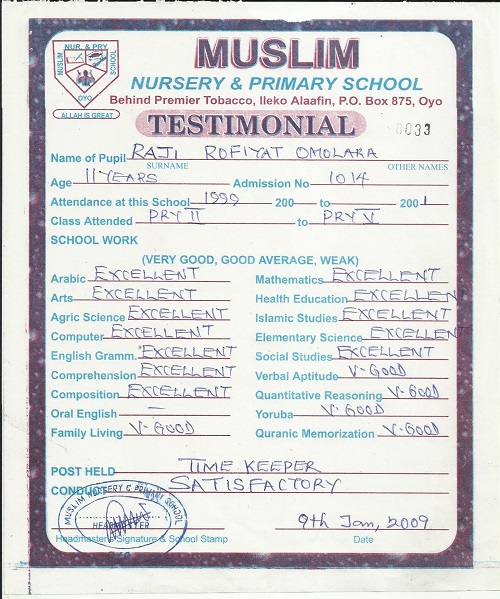 NUR. & PRY
MUSLIM SCHOOL
OYO
ALLAH IS GREAT
MUSLIM
NURSERY & PRIMARY SCHOOL
Behind Premier Tobacco, Ileko Alaafin, P.O. Box 875, Oyo
TESTIMONIAL 0033
Name of Pupil RAJI ROFIYAT OMOLARA
SURNAME OTHER NAMES
Age 11 YEARS Admission No 1014
Attendance at this School 1999 200 to 2001
Class Attended PRY II to PRY V
SCHOOL WORK
(VERY GOOD, GOOD AVERAGE, WEAK)
Arabic EXCELLENT Mathematics EXCELLENT
Arts EXCELLENT Health Education EXCELLENT
Agric Science EXCELLENT Islamic Studies EXCELLENT
Computer EXCELLENT Elementary Science EXCELLENT
English Gramm. EXCELLENT Social Studies EXCELLENT
Comprehension EXCELLENT Verbal Aptitude V-GOOD
Composition EXCELLENT Quantitative Reasoning V-GOOD
Oral English — Yoruba V-GOOD
Family Living V-GOOD Quranic Memorization V-GOOD
POST HELD TIME KEEPER
CONDUCT SATISFACTORY
MUSLIM NURSERY & PRIMARY SCHOOL
HEADMASTER
9th Jan, 2009
Headmaster's Signature & School Stamp Date